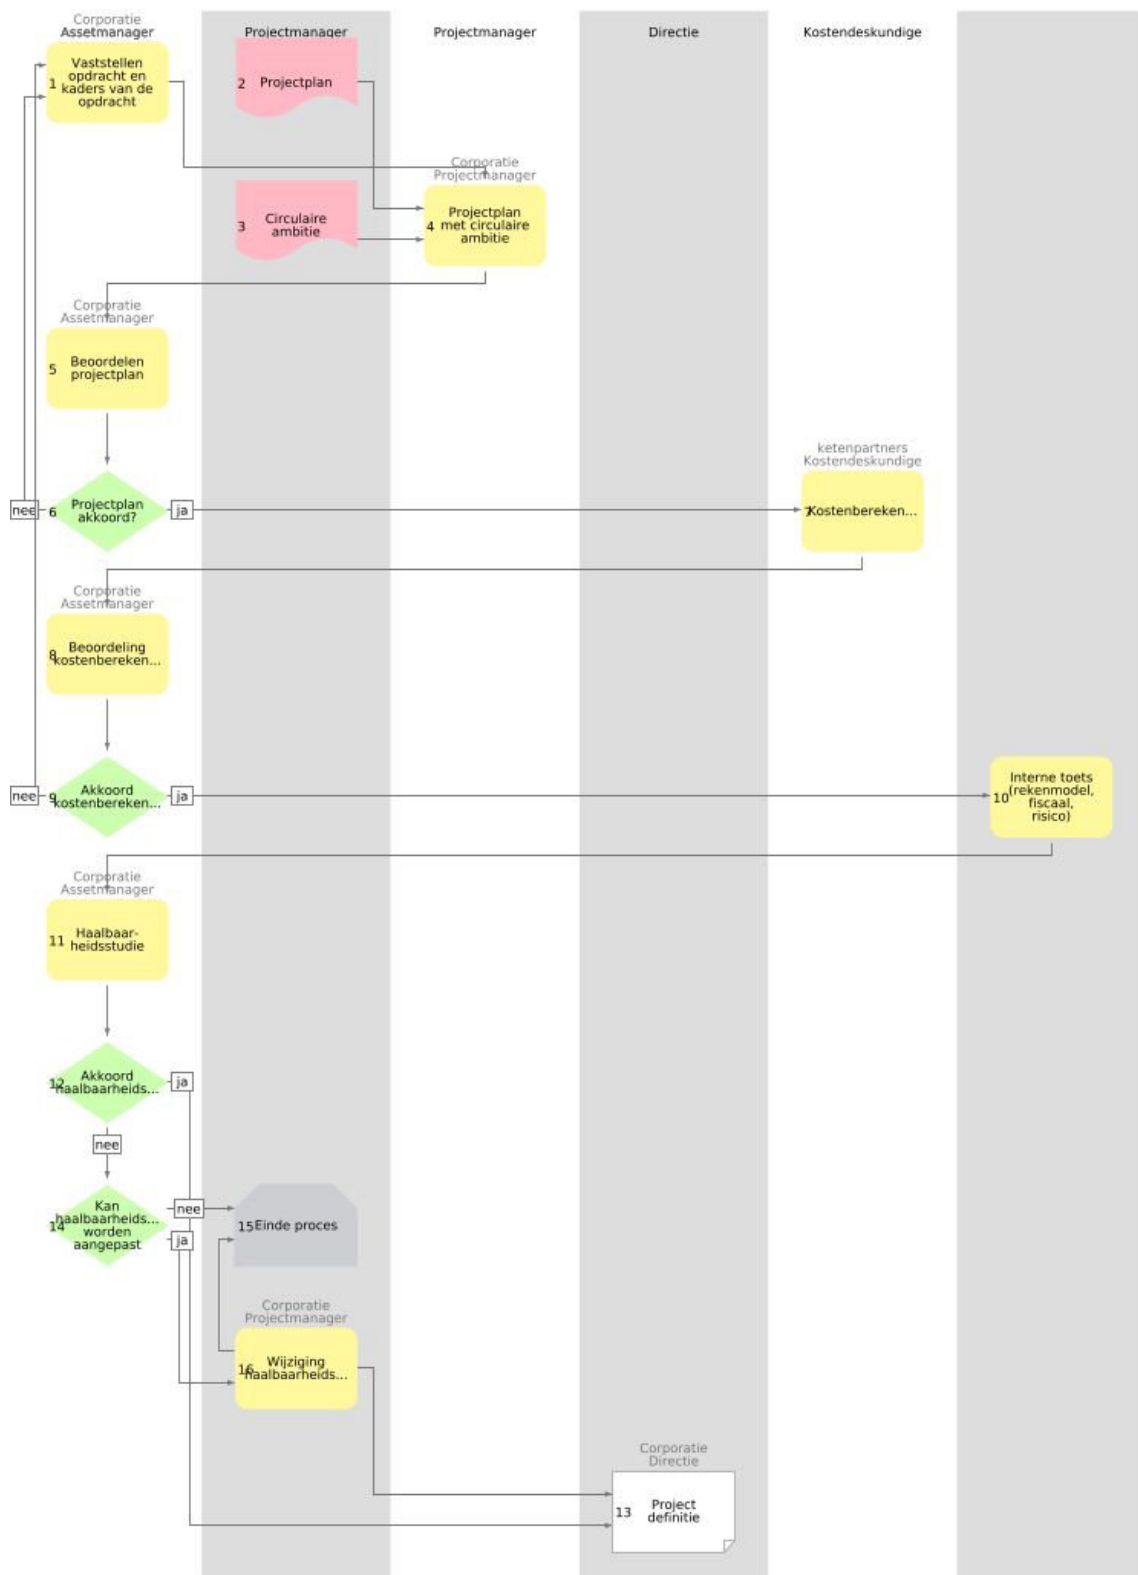 Corporatie
Assetmanager
Projectmanager
Projectmanager
Directie
Kostendeskundige
1
Vaststellen
opdracht en
kaders van de
opdracht
2
Projectplan
3
Circulaire
ambitie
Corporatie
Projectmanager
4
Projectplan
met circulaire
ambitie
Corporatie
Assetmanager
5
Beoordelen
projectplan
nee
6
Projectplan
akkoord?
ja
ketenpartners
Kostendeskundige
7
Kostenbereken...
Corporatie
Assetmanager
8
Beoordeling
kostenbereken...
nee
9
Akkoord
kostenbereken...
ja
10
Interne toets
(rekenmodel,
fiscaal,
risico)
Corporatie
Assetmanager
11
Haalbaar-
heidsstudie
12
Akkoord
haalbaarheids...
ja
nee
14
Kan
haalbaarheids...
worden
aangepast
nee
ja
15
Einde proces
Corporatie
Projectmanager
16
Wijziging
haalbaarheids...
Corporatie
Directie
13
Project
definitie